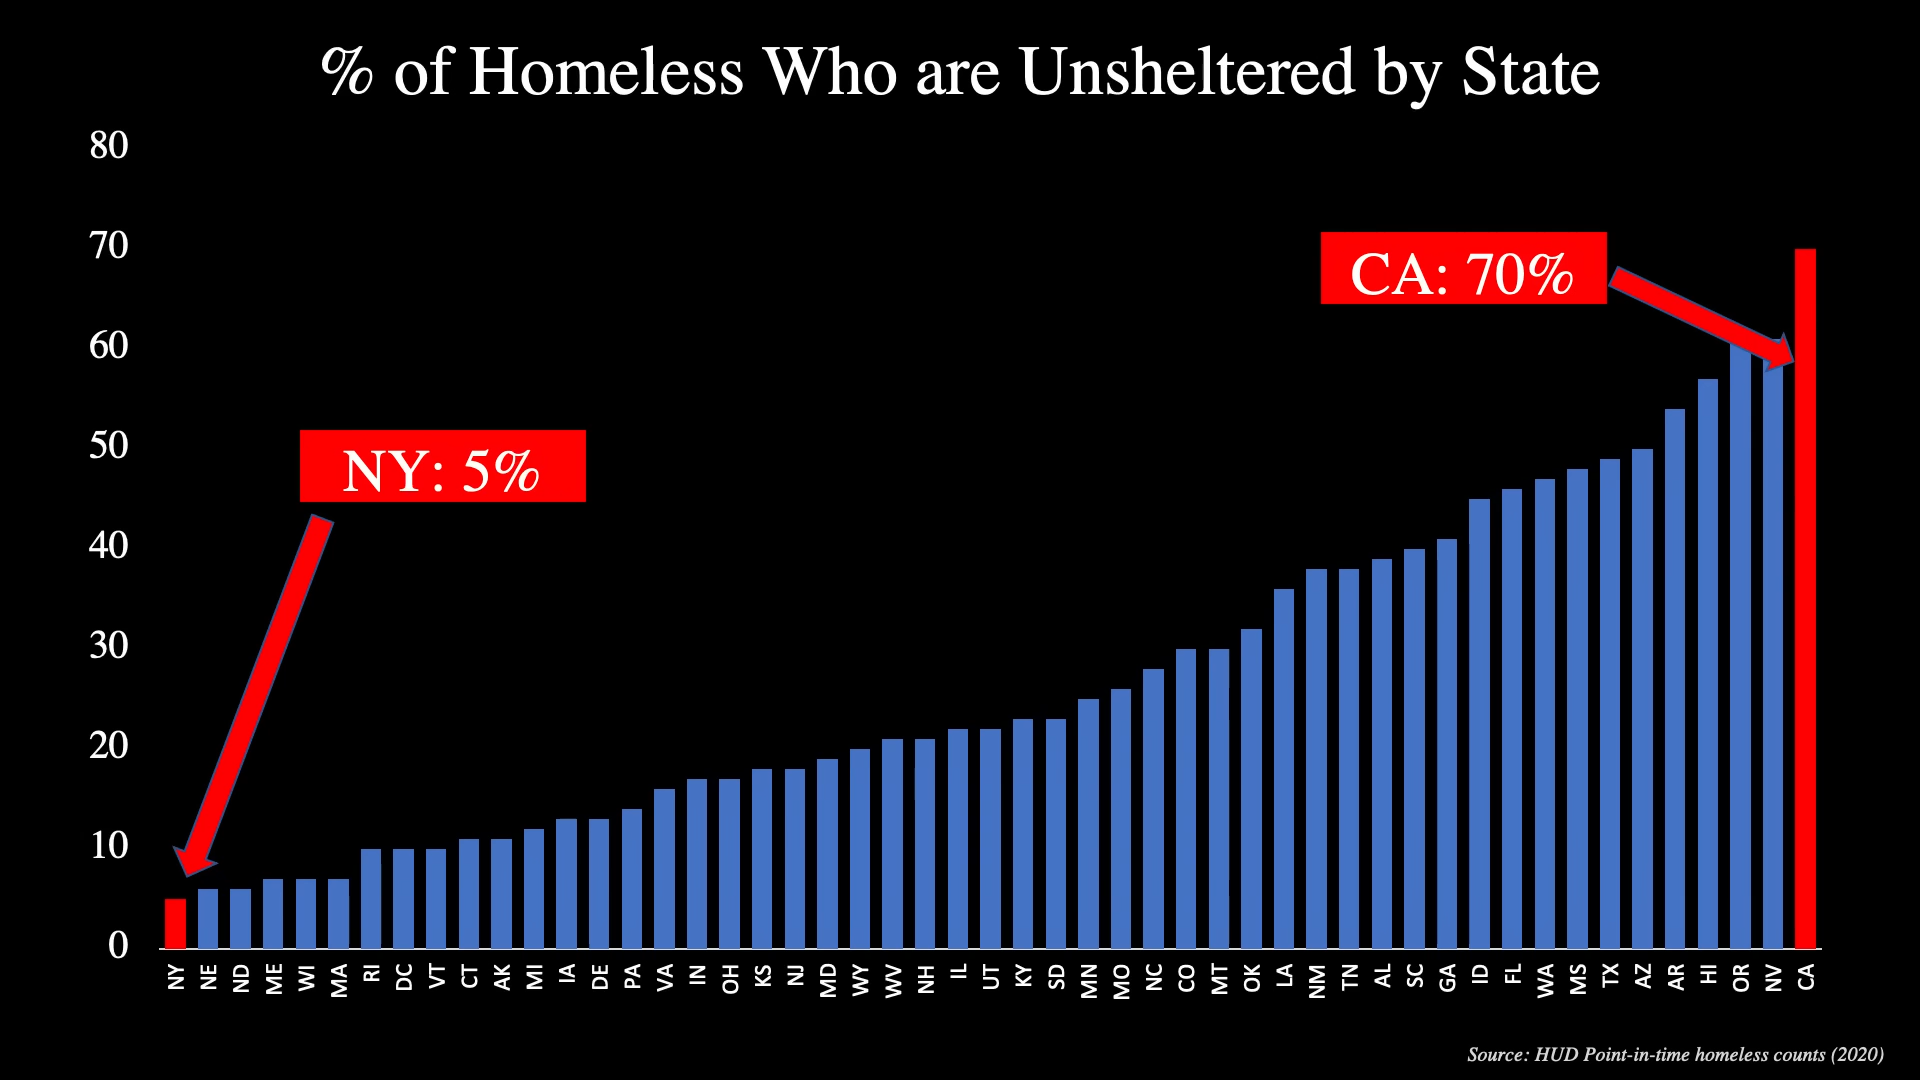 % of Homeless Who are Unsheltered by State
80
70
60
50
40
30
20
10
0
CA: 70%
NY: 5%
NY NE ND ME WI MA RI DC VT CT AK MI IA DE PA VA IN OH KS NJ MD WY WV NH IL UT KY SD MN MO NC CO MT OK LA NM TN AL SC GA ID FL WA MS TX AZ AR HI OR NV CA
Source: HUD Point-in-time homeless counts (2020)